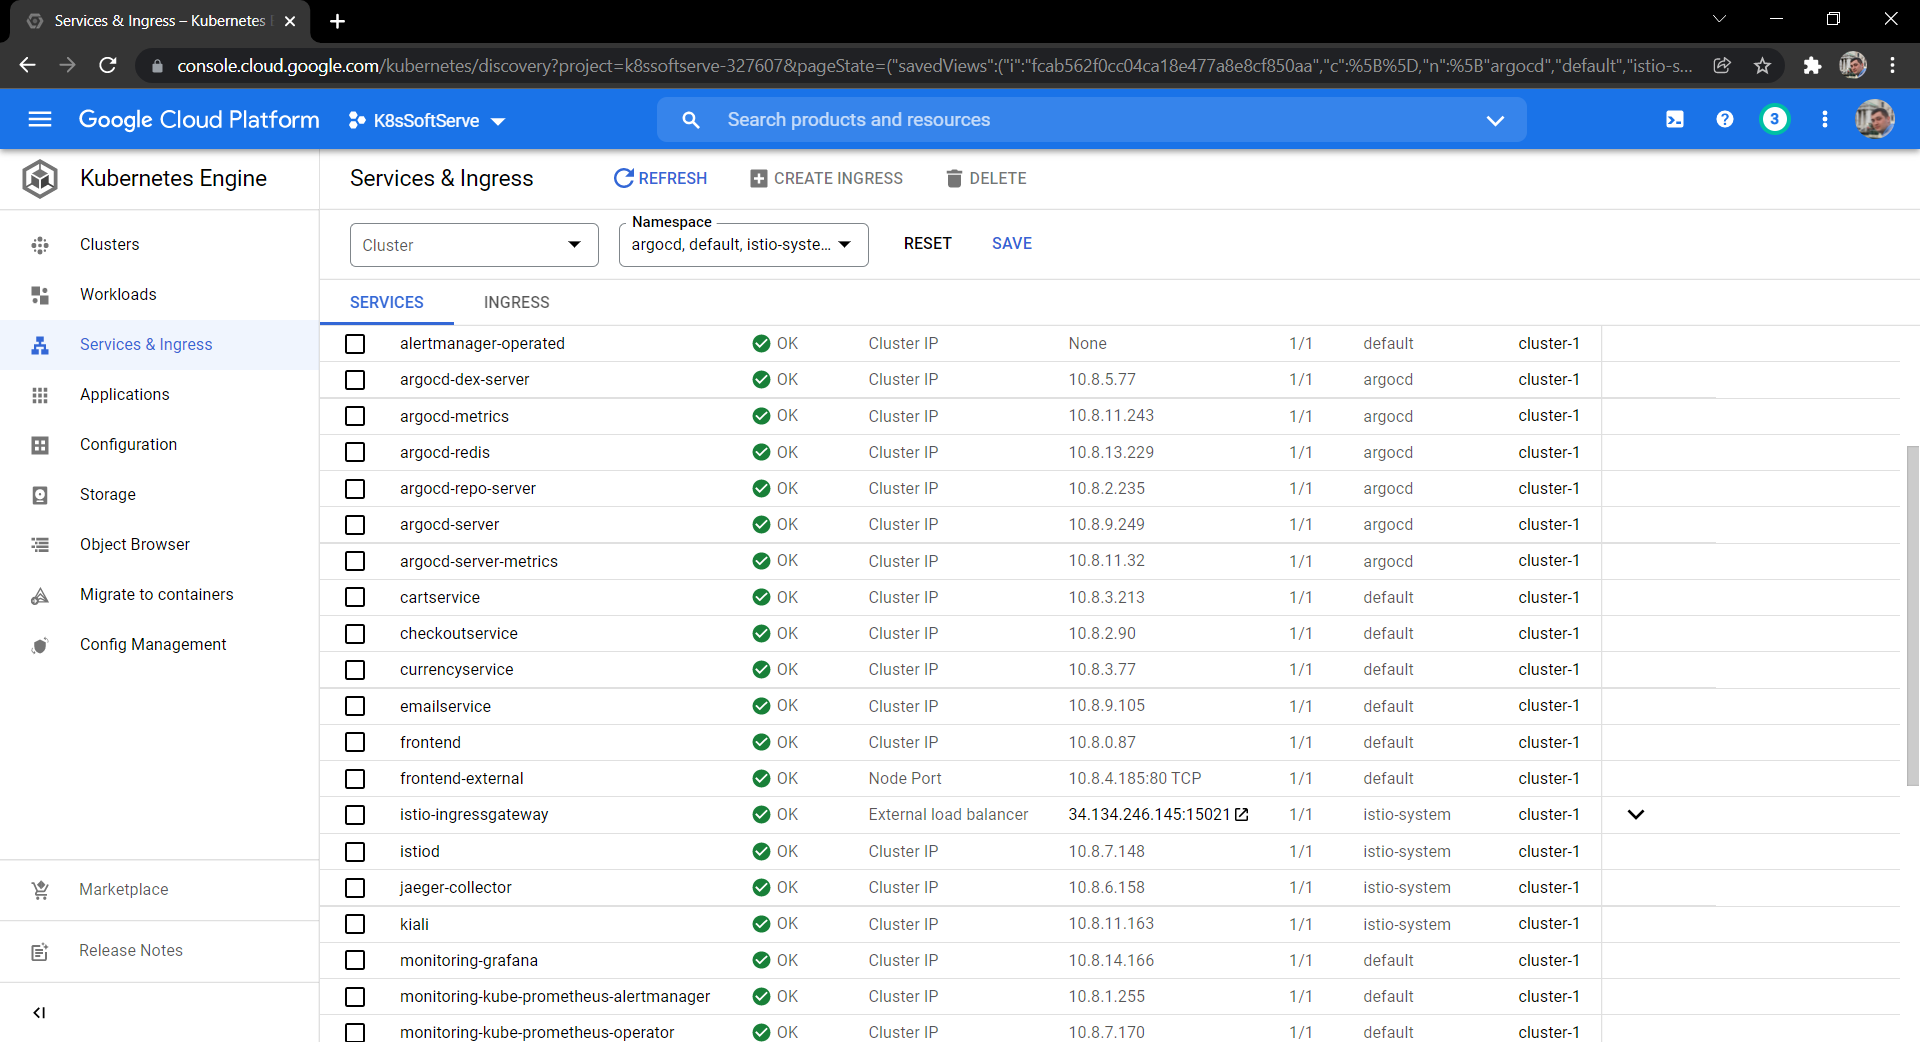 Services & Ingress – Kubernetes
console.cloud.google.com/kubernetes/discovery?project=k8ssoftserve-327607&pageState=("savedViews":("i":"fcab562f0cc04ca18e477a8e8cf850aa","c":%5B%5D,"n":%5B"argocd","default","istio-s...
Google Cloud Platform K8sSoftServe Search products and resources 3
Kubernetes Engine Services & Ingress REFRESH CREATE INGRESS DELETE
Clusters
Workloads
Services & Ingress
Applications
Configuration
Storage
Object Browser
Migrate to containers
Config Management
Marketplace
Release Notes
Namespace
Cluster argocd, default, istio-syste... RESET SAVE
SERVICES INGRESS
alertmanager-operated OK Cluster IP None 1/1 default cluster-1
argocd-dex-server OK Cluster IP 10.8.5.77 1/1 argocd cluster-1
argocd-metrics OK Cluster IP 10.8.11.243 1/1 argocd cluster-1
argocd-redis OK Cluster IP 10.8.13.229 1/1 argocd cluster-1
argocd-repo-server OK Cluster IP 10.8.2.235 1/1 argocd cluster-1
argocd-server OK Cluster IP 10.8.9.249 1/1 argocd cluster-1
argocd-server-metrics OK Cluster IP 10.8.11.32 1/1 argocd cluster-1
cartservice OK Cluster IP 10.8.3.213 1/1 default cluster-1
checkoutservice OK Cluster IP 10.8.2.90 1/1 default cluster-1
currencyservice OK Cluster IP 10.8.3.77 1/1 default cluster-1
emailservice OK Cluster IP 10.8.9.105 1/1 default cluster-1
frontend OK Cluster IP 10.8.0.87 1/1 default cluster-1
frontend-external OK Node Port 10.8.4.185:80 TCP 1/1 default cluster-1
istio-ingressgateway OK External load balancer 34.134.246.145:15021 1/1 istio-system cluster-1
istiod OK Cluster IP 10.8.7.148 1/1 istio-system cluster-1
jaeger-collector OK Cluster IP 10.8.6.158 1/1 istio-system cluster-1
kiali OK Cluster IP 10.8.11.163 1/1 istio-system cluster-1
monitoring-grafana OK Cluster IP 10.8.14.166 1/1 default cluster-1
monitoring-kube-prometheus-alertmanager OK Cluster IP 10.8.1.255 1/1 default cluster-1
monitoring-kube-prometheus-operator OK Cluster IP 10.8.7.170 1/1 default cluster-1